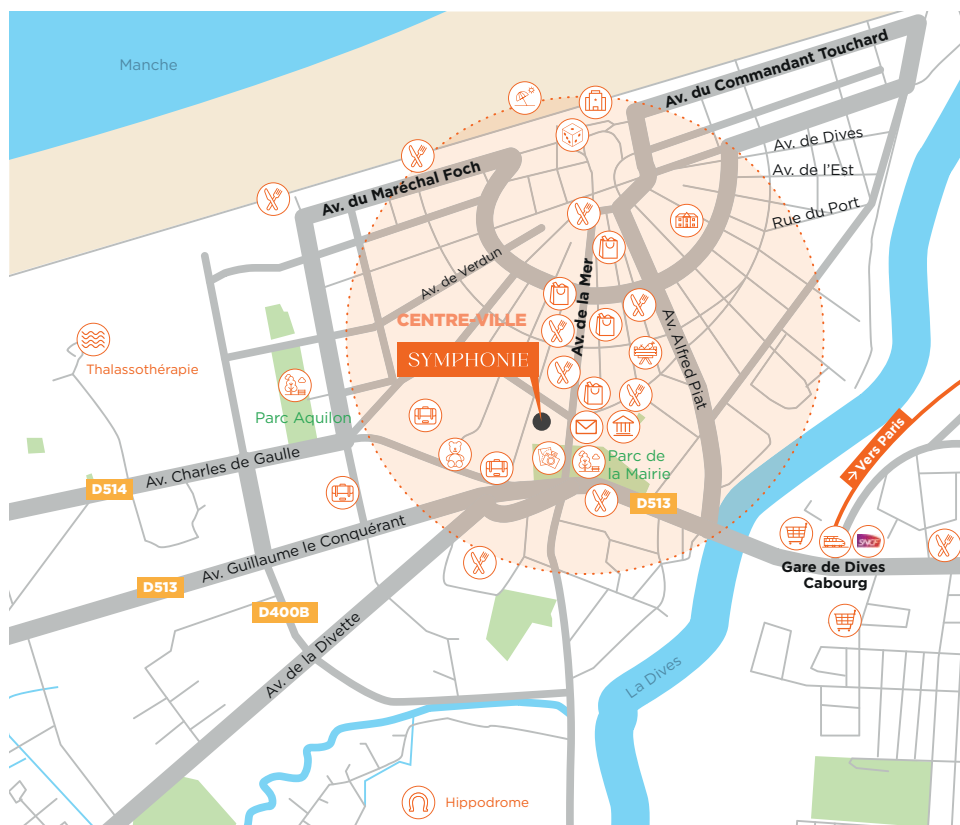 Manche
Av. du Commandant Touchard
Av. de Dives
Av. de l'Est
Av. du Maréchal Foch
Rue du Port
Av. de Verdun
Av. de la Mer
CENTRE-VILLE
SYMPHONIE
Av. Alfred Piat
Thalassothérapie
Parc Aquilon
Av. Charles de Gaulle
D514
Parc de
la Mairie
D513
→ Vers Paris
SNCF
Gare de Dives
Cabourg
Av. Guillaume le Conquérant
D513
D400B
Av. de la Divette
La Dives
Hippodrome